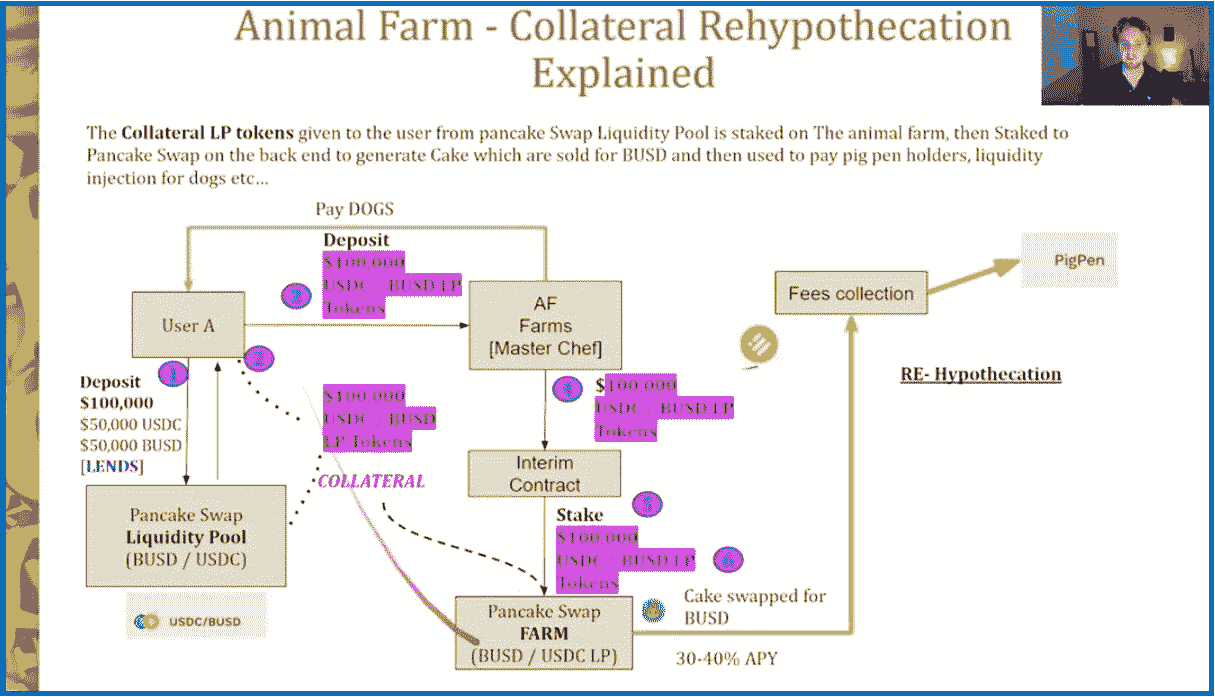 Animal Farm - Collateral Rehypothecation
Explained
The Collateral LP tokens given to the user from pancake Swap Liquidity Pool is staked on The animal farm, then Staked to
Pancake Swap on the back end to generate Cake which are sold for BUSD and then used to pay pig pen holders, liquidity
injection for dogs etc...
Pay DOGS
Deposit
$100,000
USDC / BUSD LP
Tokens
User A
AF
Farms
[Master Chef]
Fees collection
PigPen
1
2
Deposit
$100,000
$50,000 USDC
$50,000 BUSD
[LENDS]
$100,000
USDC / BUSD
LP Tokens
COLLATERAL
$100,000
USDC / BUSD LP
Tokens
RE- Hypothecation
Interim
Contract
Pancake Swap
Liquidity Pool
(BUSD / USDC)
5
Stake
$100,000
USDC / BUSD LP
Tokens
6
USDC/BUSD
Pancake Swap
FARM
(BUSD / USDC LP)
Cake swapped for
BUSD
30-40% APY